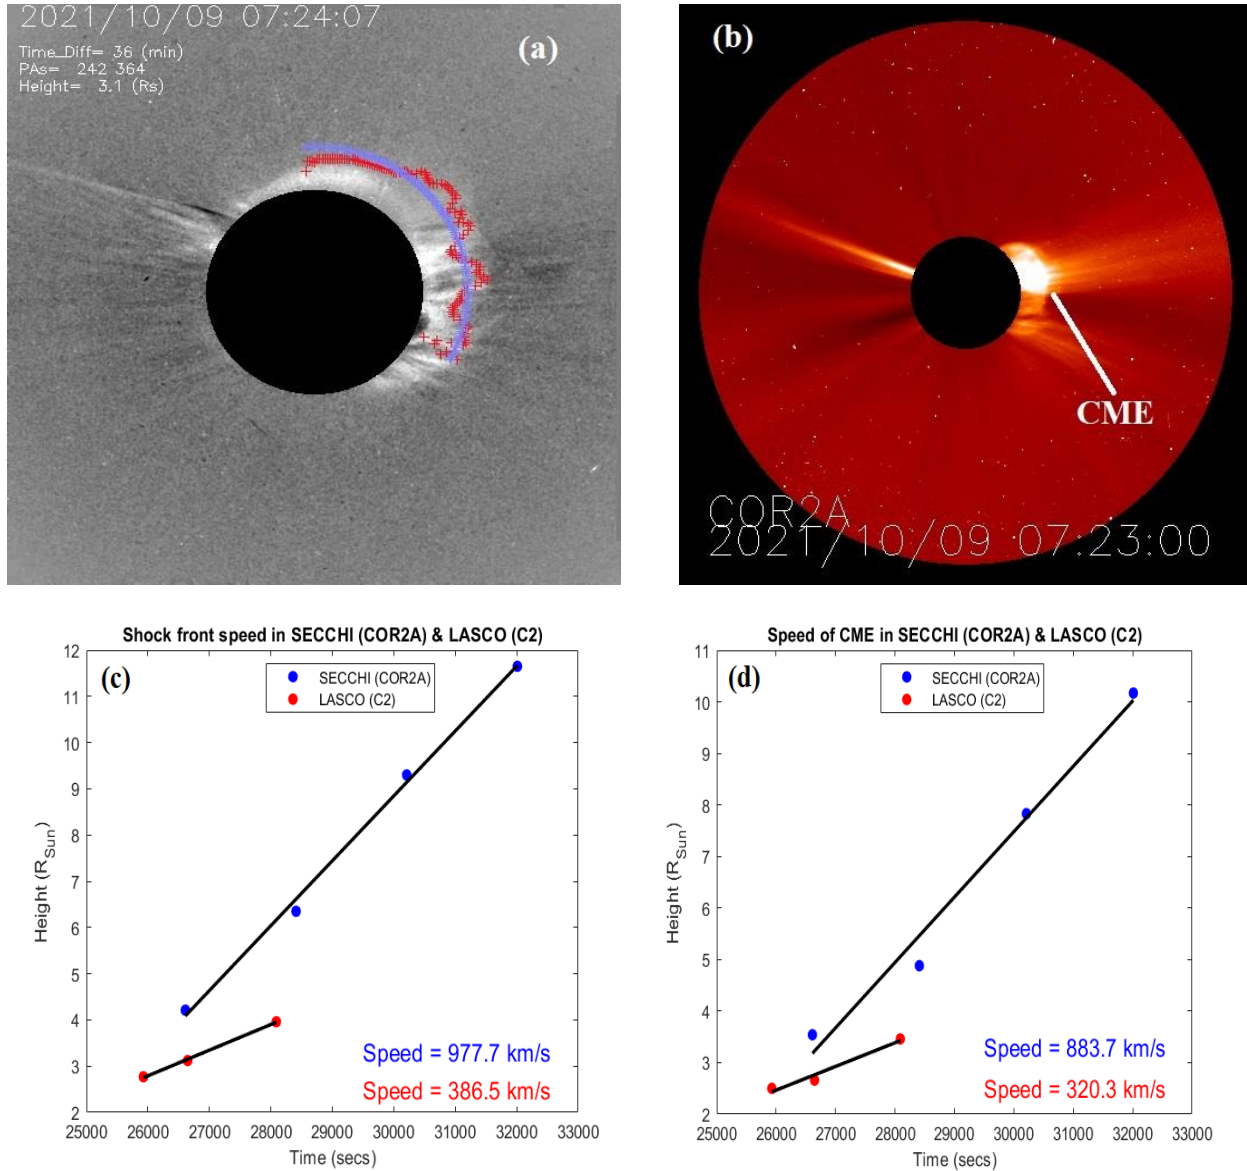 2021/10/09 07:24:07
Time_Diff= 36 (min)
PAs= 242 364
Height= 3.1 (Rs)
(a)
(b)
CME
COR2A
2021/10/09 07:23:00
Shock front speed in SECCHI (COR2A) & LASCO (C2)
(c)
SECCHI (COR2A)
LASCO (C2)
12
11
10
9
8
7
6
5
4
3
2
Height (R_Sun)
Speed = 977.7 km/s
Speed = 386.5 km/s
25000 26000 27000 28000 29000 30000 31000 32000 33000
Time (secs)
Speed of CME in SECCHI (COR2A) & LASCO (C2)
(d)
SECCHI (COR2A)
LASCO (C2)
11
10
9
8
7
6
5
4
3
2
Height (R_Sun)
Speed = 883.7 km/s
Speed = 320.3 km/s
25000 26000 27000 28000 29000 30000 31000 32000 33000
Time (secs)